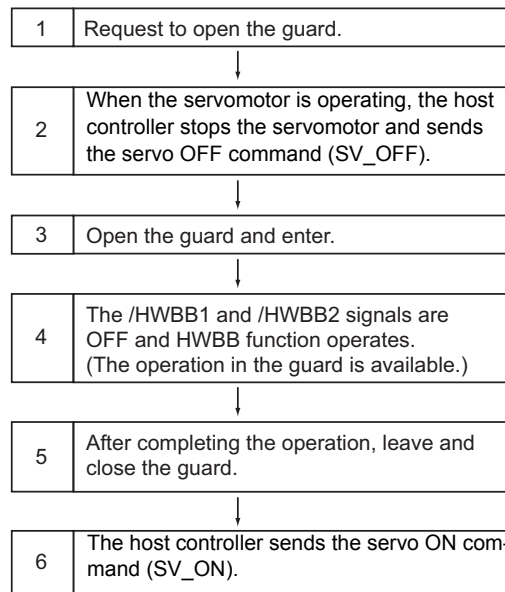 1 Request to open the guard.
When the servomotor is operating, the host
2 controller stops the servomotor and sends
the servo OFF command (SV_OFF).
3 Open the guard and enter.
The /HWBB1 and /HWBB2 signals are
4 OFF and HWBB function operates.
(The operation in the guard is available.)
5 After completing the operation, leave and
close the guard.
6 The host controller sends the servo ON com-
mand (SV_ON).